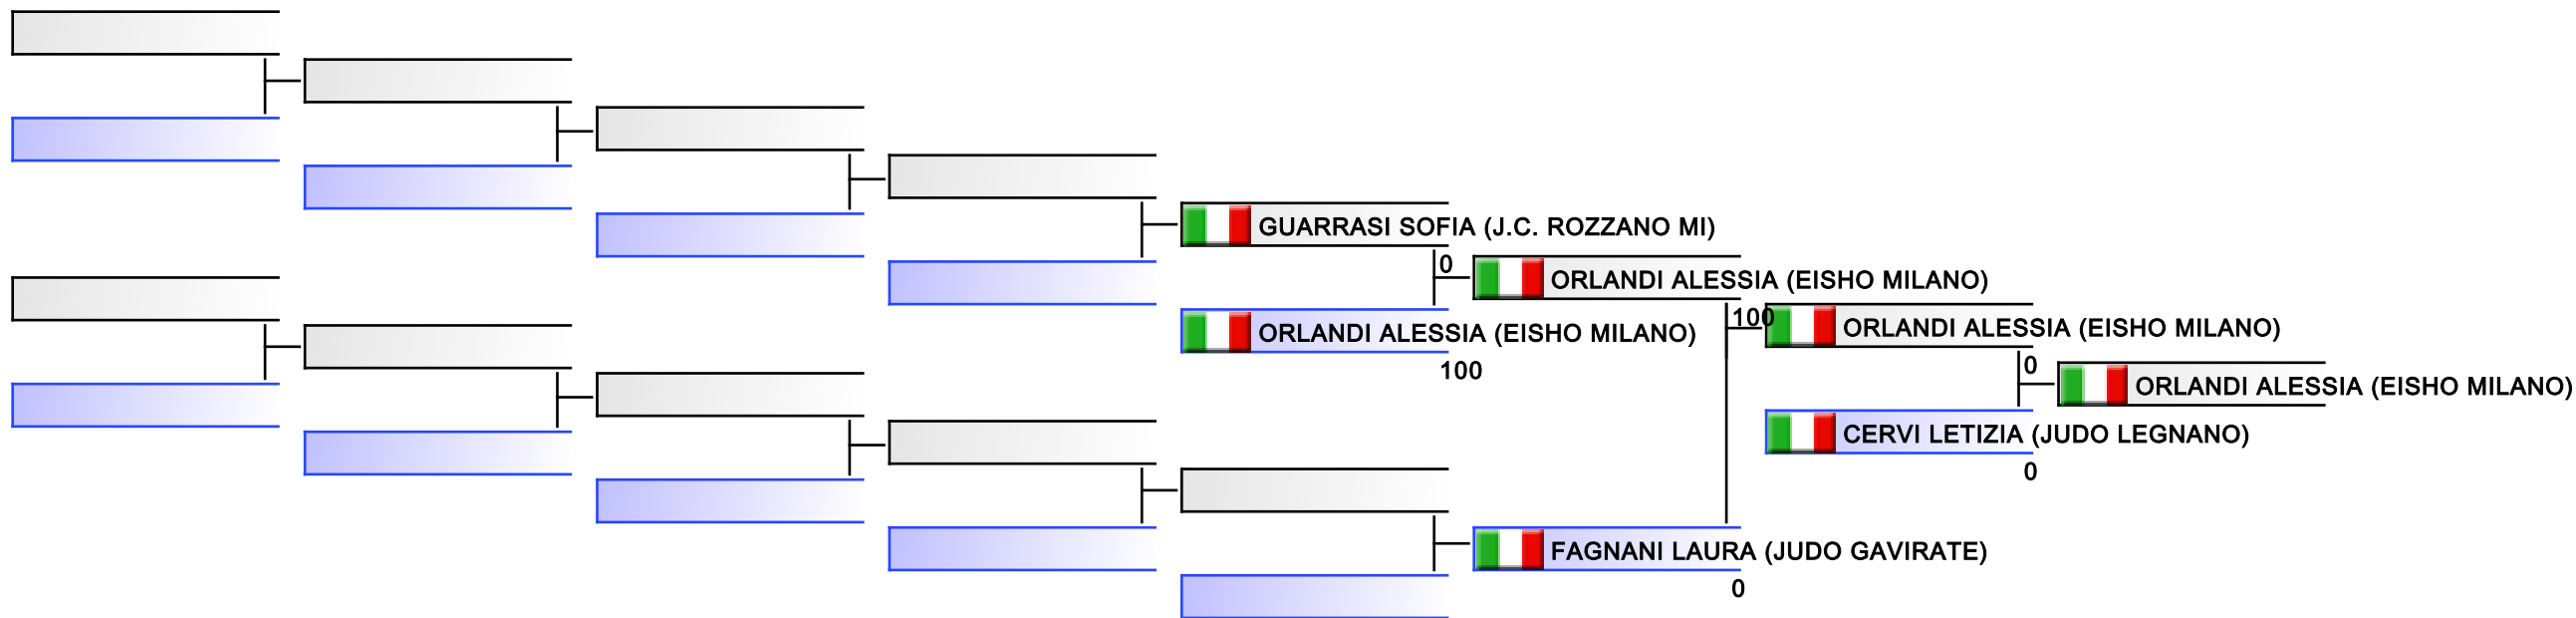 GUARRASI SOFIA (J.C. ROZZANO MI)
0
ORLANDI ALESSIA (EISHO MILANO)
ORLANDI ALESSIA (EISHO MILANO)
100
100
ORLANDI ALESSIA (EISHO MILANO)
0
ORLANDI ALESSIA (EISHO MILANO)
CERVI LETIZIA (JUDO LEGNANO)
0
FAGNANI LAURA (JUDO GAVIRATE)
0